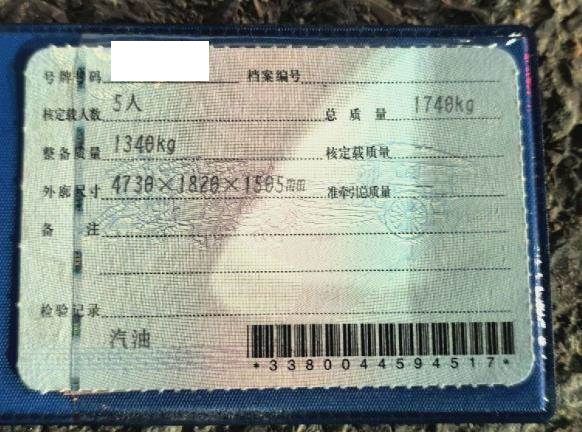 号牌号码 档案编号
核定载人数 5人 总质量 1740kg
整备质量 1340kg 核定载质量
外廓尺寸 4730×1820×1505mm 准牵引总质量
备注
检验记录
汽油
*3380044594517*